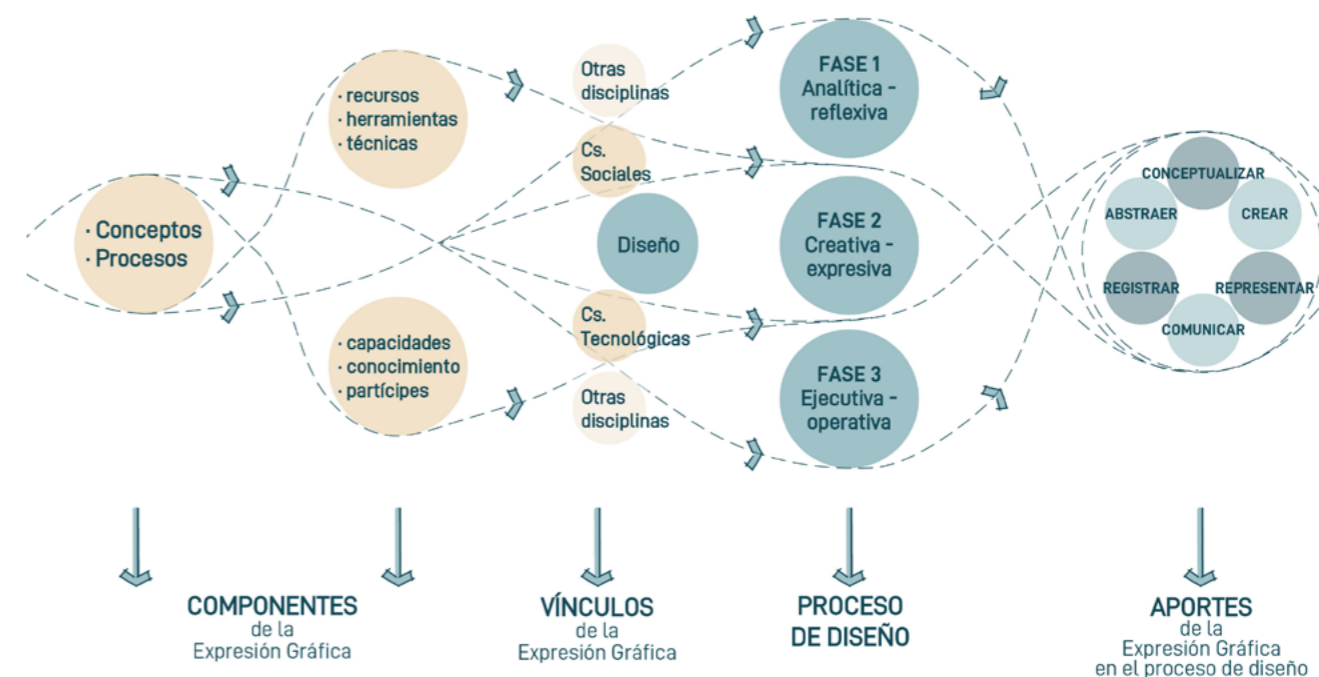 · Conceptos
· Procesos
· recursos
· herramientas
· técnicas
· capacidades
· conocimiento
· partícipes
Otras
disciplinas
Cs.
Sociales
Diseño
Cs.
Tecnológicas
Otras
disciplinas
FASE 1
Analítica -
reflexiva
FASE 2
Creativa -
expresiva
FASE 3
Ejecutiva -
operativa
CONCEPTUALIZAR
ABSTRAER
CREAR
REGISTRAR
REPRESENTAR
COMUNICAR
COMPONENTES
de la
Expresión Gráfica
VÍNCULOS
de la
Expresión Gráfica
PROCESO
DE DISEÑO
APORTES
de la
Expresión Gráfica
en el proceso de diseño